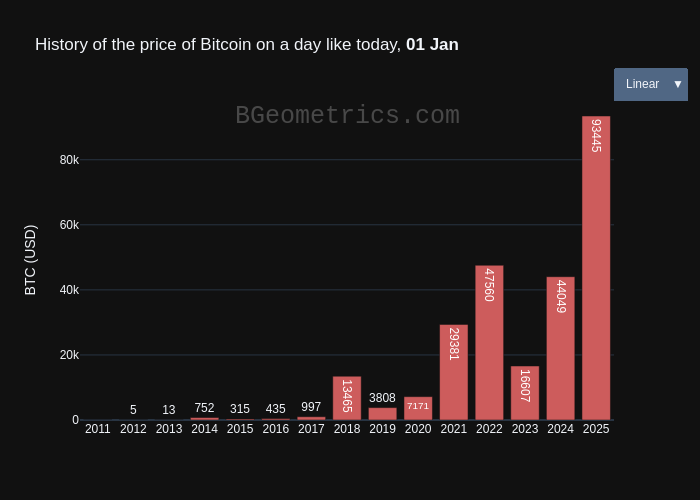 History of the price of Bitcoin on a day like today, 01 Jan
Linear ▼
BGeometrics.com
BTC (USD)
80k
60k
40k
20k
0
5
13
752
315
435
997
13465
3808
7171
29381
47560
16607
44049
93445
2011 2012 2013 2014 2015 2016 2017 2018 2019 2020 2021 2022 2023 2024 2025